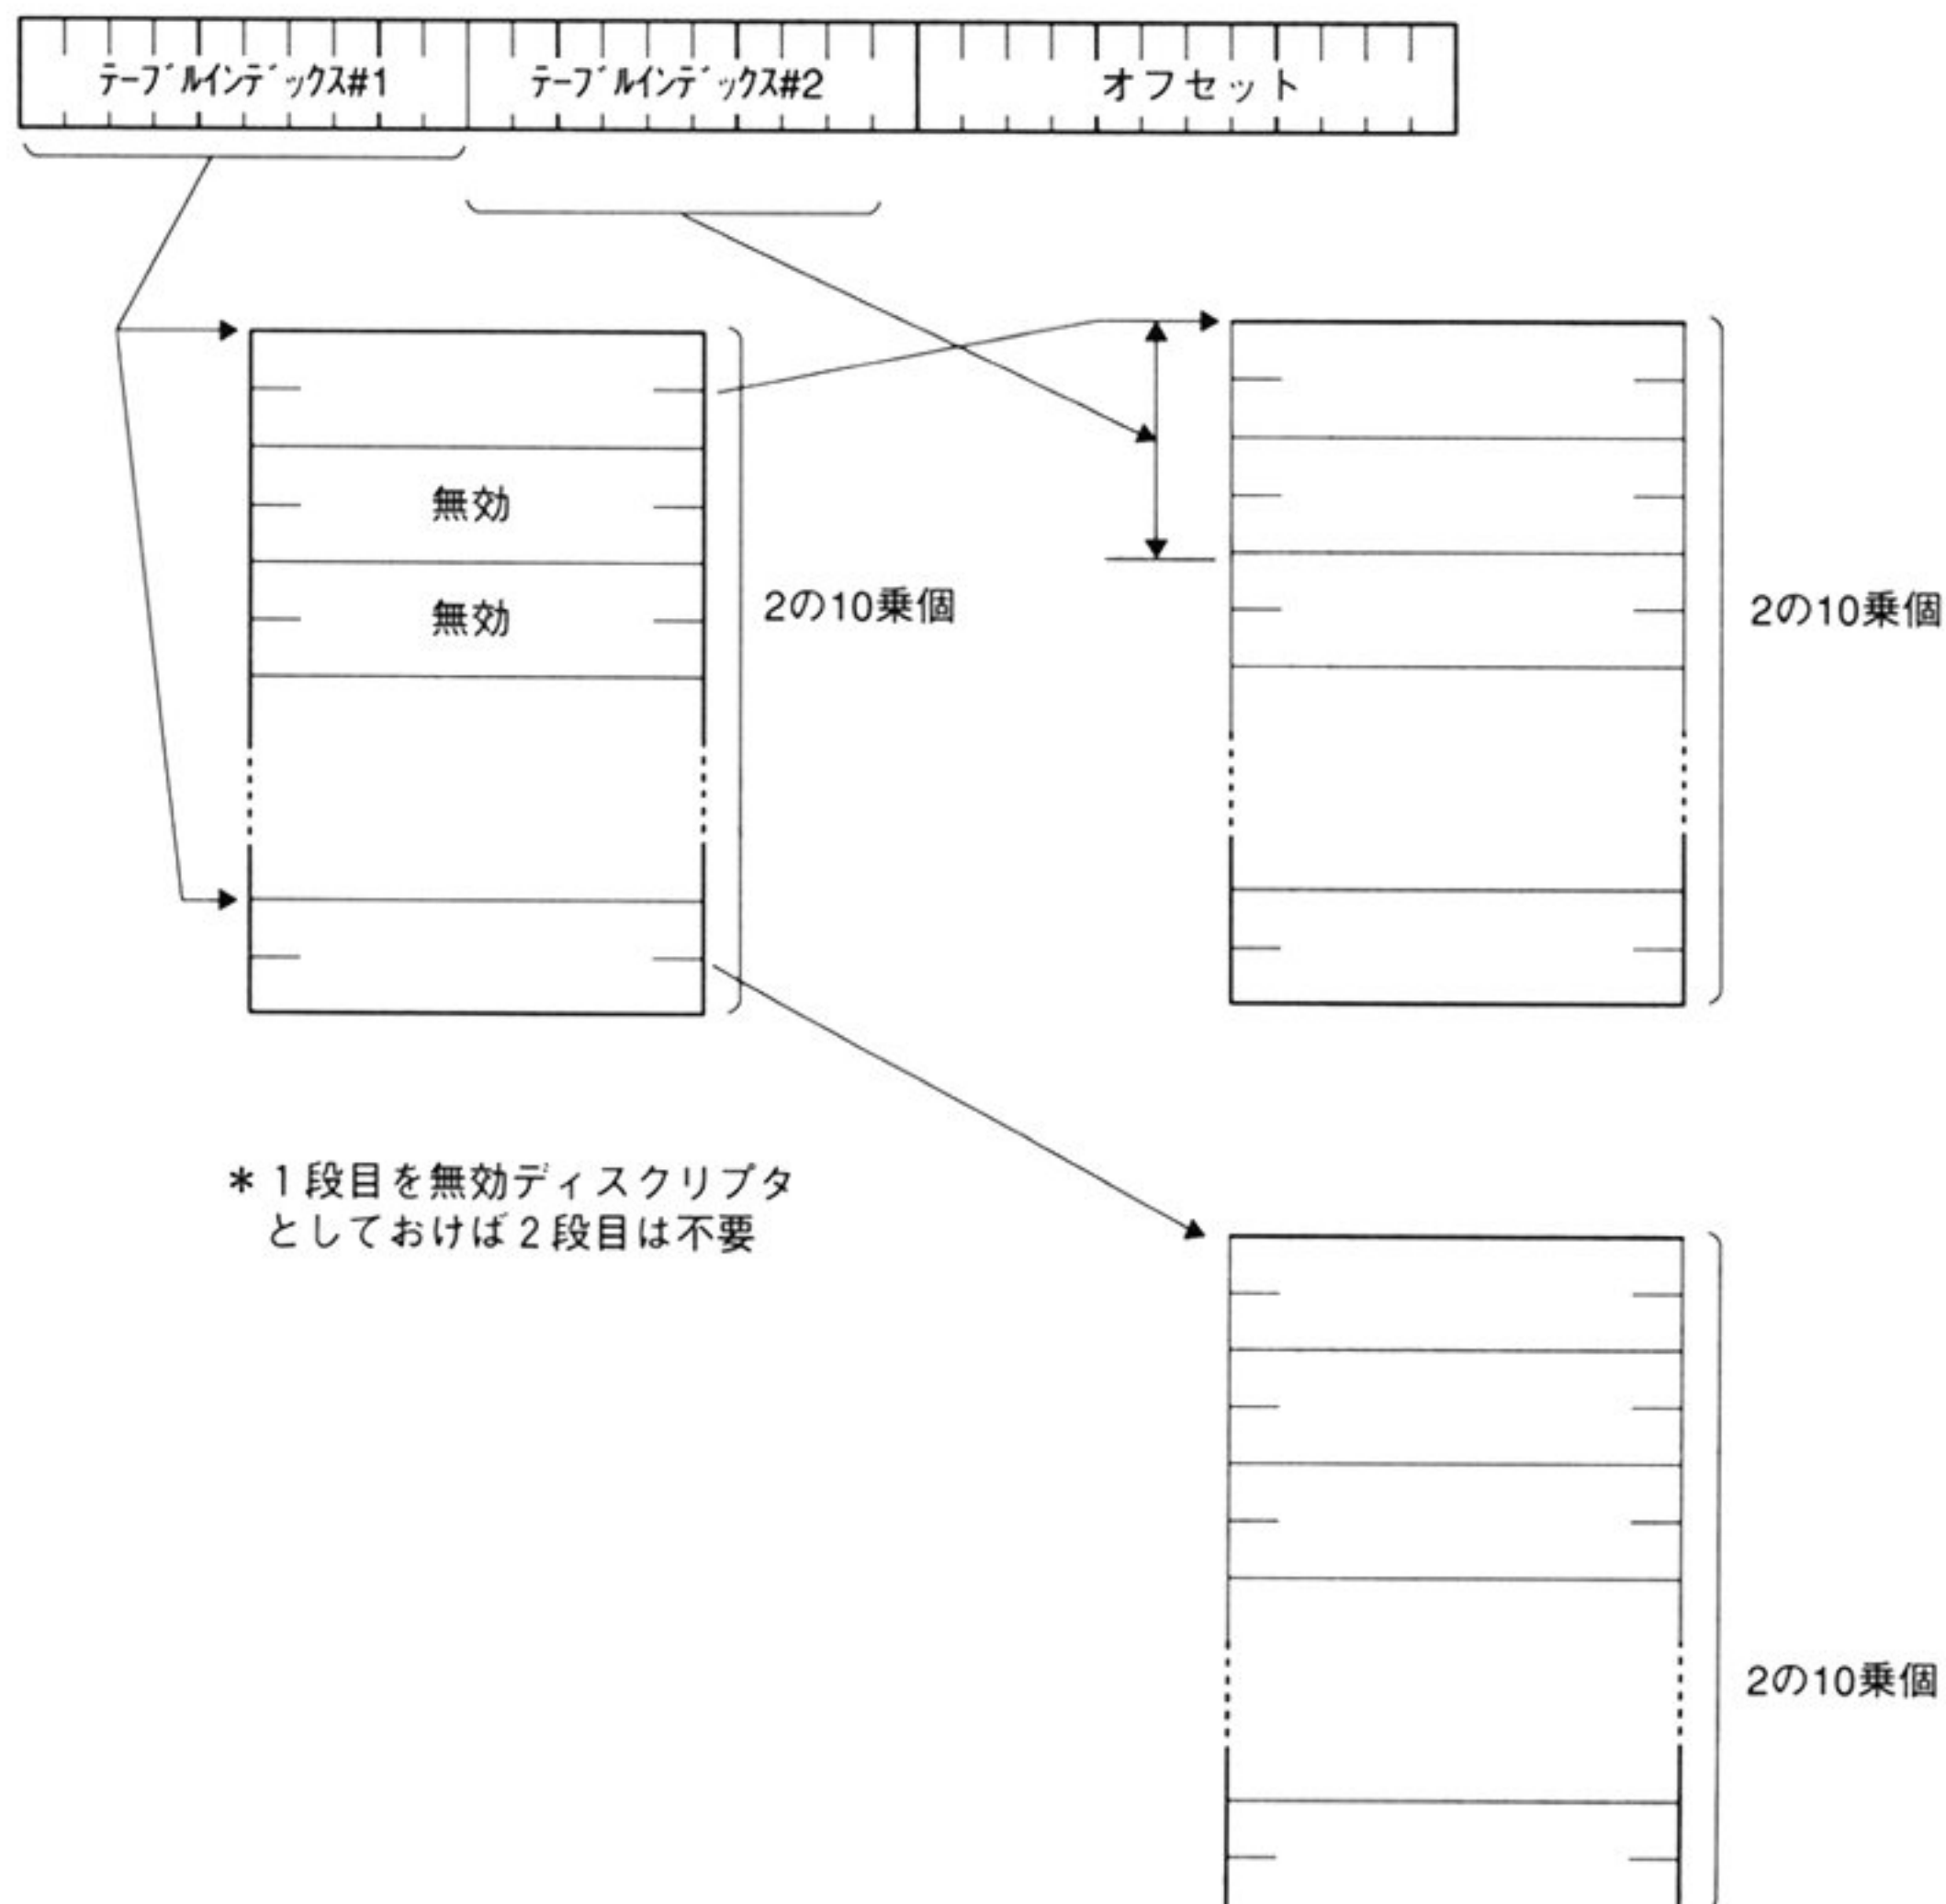 テーブルインデックス#1
テーブルインデックス#2
オフセット
無効
無効
2の10乗個
2の10乗個
*1段目を無効ディスクリプタ
としておけば2段目は不要
2の10乗個